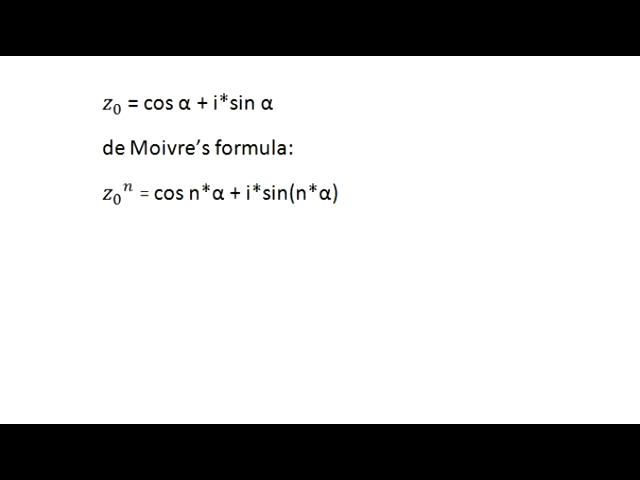 z₀ = cos α + i*sin α
de Moivre's formula:
z₀ⁿ = cos n*α + i*sin(n*α)